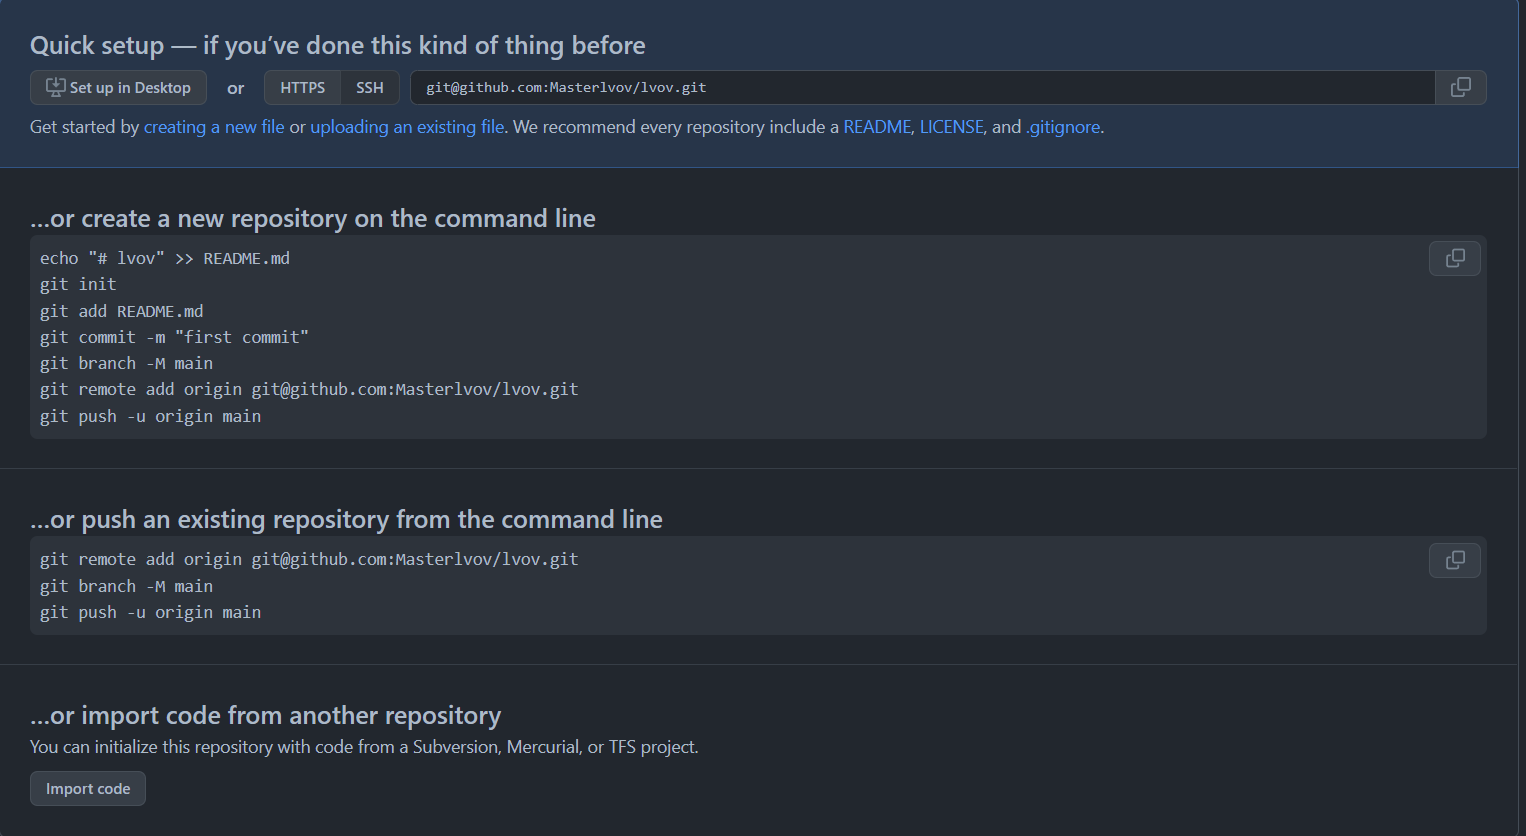 Quick setup — if you’ve done this kind of thing before
Set up in Desktop or HTTPS SSH git@github.com:Masterlvov/lvov.git
Get started by creating a new file or uploading an existing file. We recommend every repository include a README, LICENSE, and .gitignore.
…or create a new repository on the command line
echo "# lvov" >> README.md
git init
git add README.md
git commit -m "first commit"
git branch -M main
git remote add origin git@github.com:Masterlvov/lvov.git
git push -u origin main
…or push an existing repository from the command line
git remote add origin git@github.com:Masterlvov/lvov.git
git branch -M main
git push -u origin main
…or import code from another repository
You can initialize this repository with code from a Subversion, Mercurial, or TFS project.
Import code